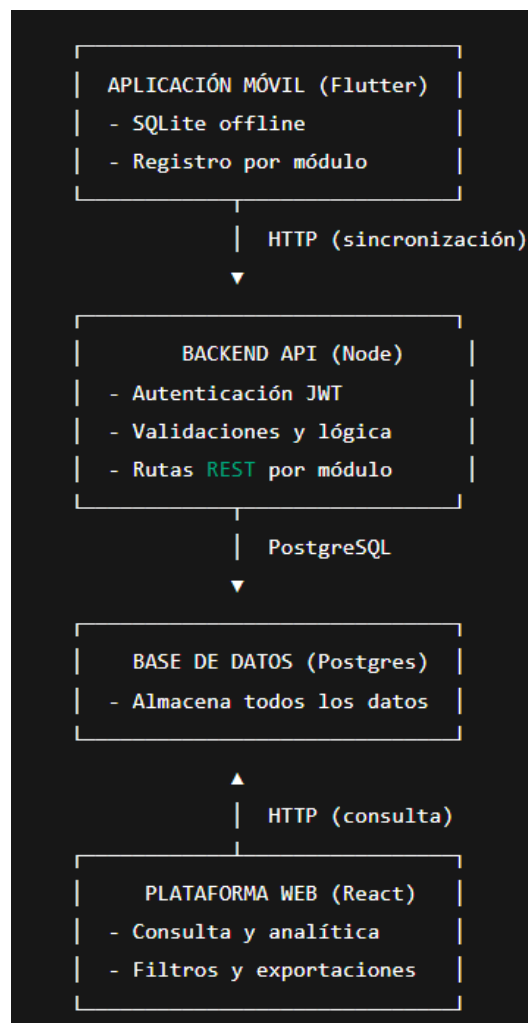 APLICACIÓN MÓVIL (Flutter)
- SQLite offline
- Registro por módulo
HTTP (sincronización)
BACKEND API (Node)
- Autenticación JWT
- Validaciones y lógica
- Rutas REST por módulo
PostgreSQL
BASE DE DATOS (Postgres)
- Almacena todos los datos
HTTP (consulta)
PLATAFORMA WEB (React)
- Consulta y analítica
- Filtros y exportaciones